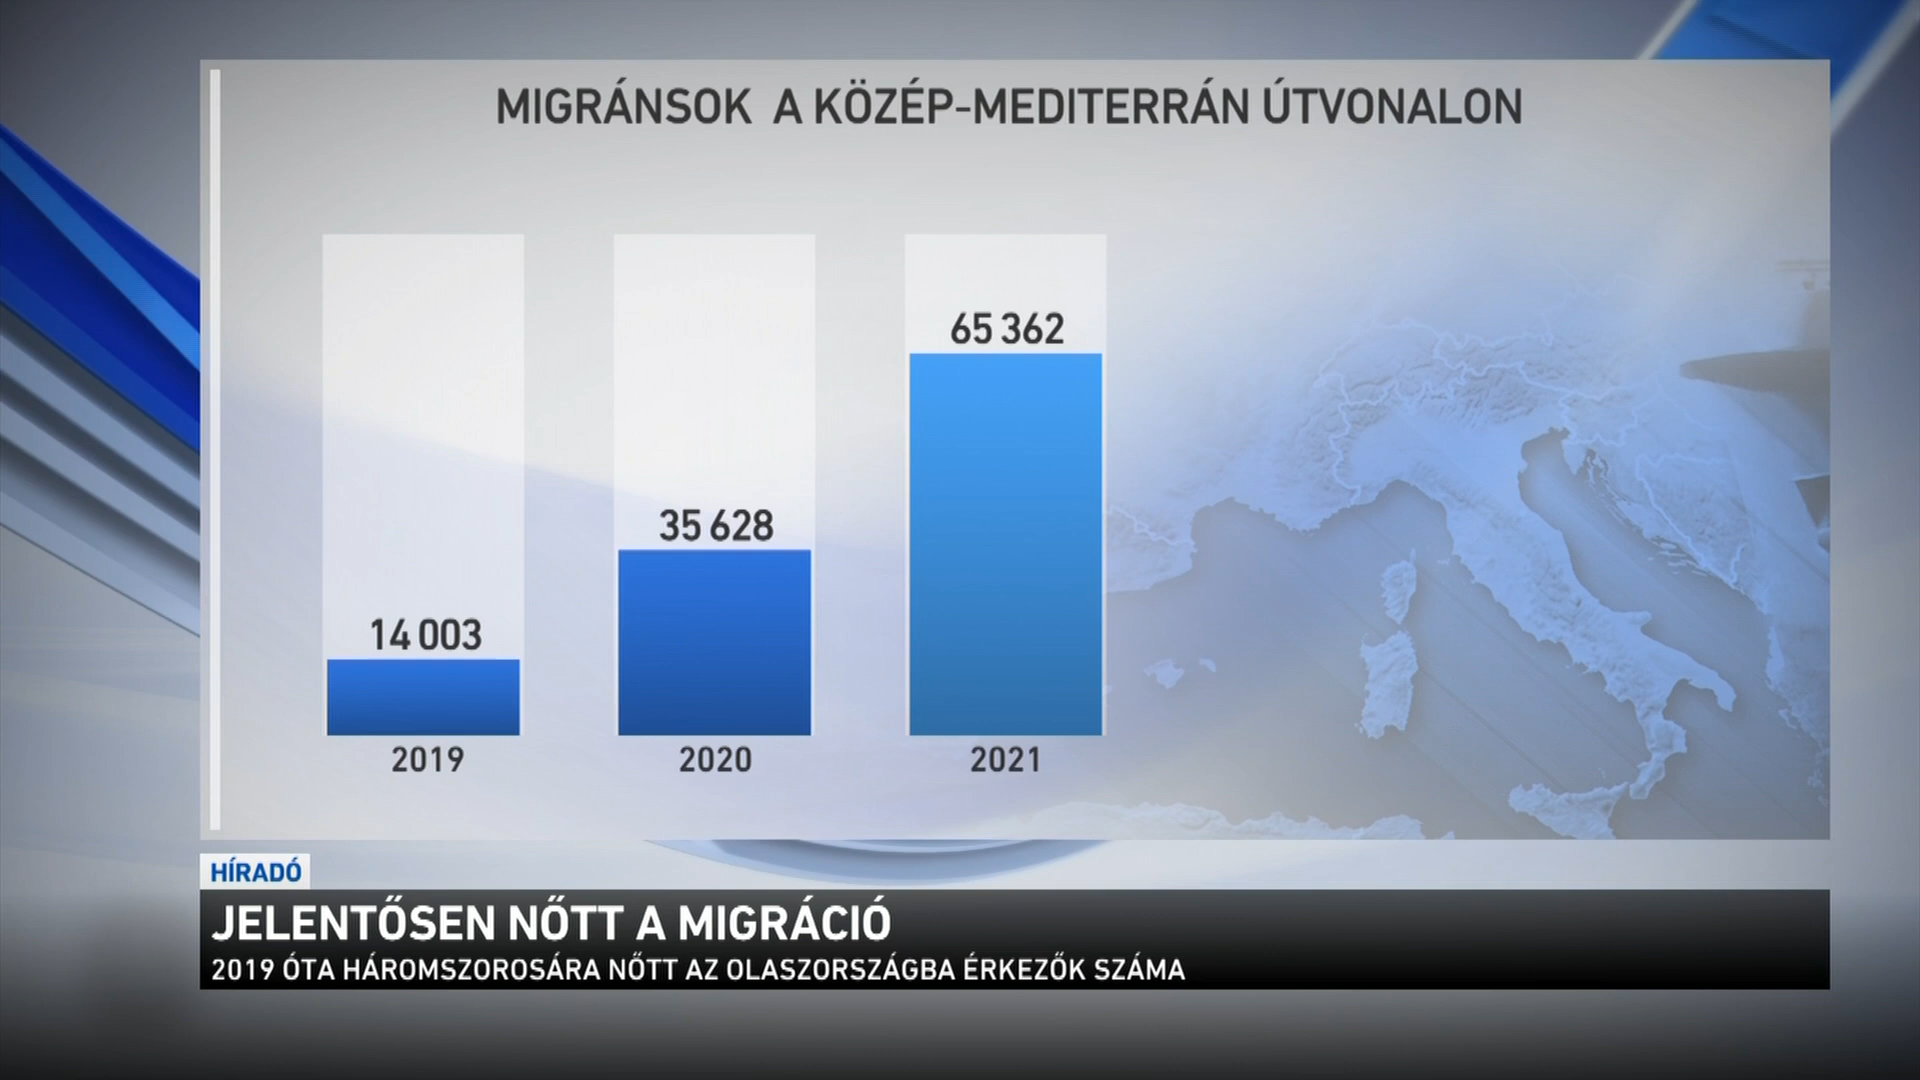 MIGRÁNSOK A KÖZÉP-MEDITERRÁN ÚTVONALON
65 362
35 628
14 003
2019 2020 2021
HÍRADÓ
JELENTŐSEN NŐTT A MIGRÁCIÓ
2019 ÓTA HÁROMSZOROSÁRA NŐTT AZ OLASZORSZÁGBA ÉRKEZŐK SZÁMA